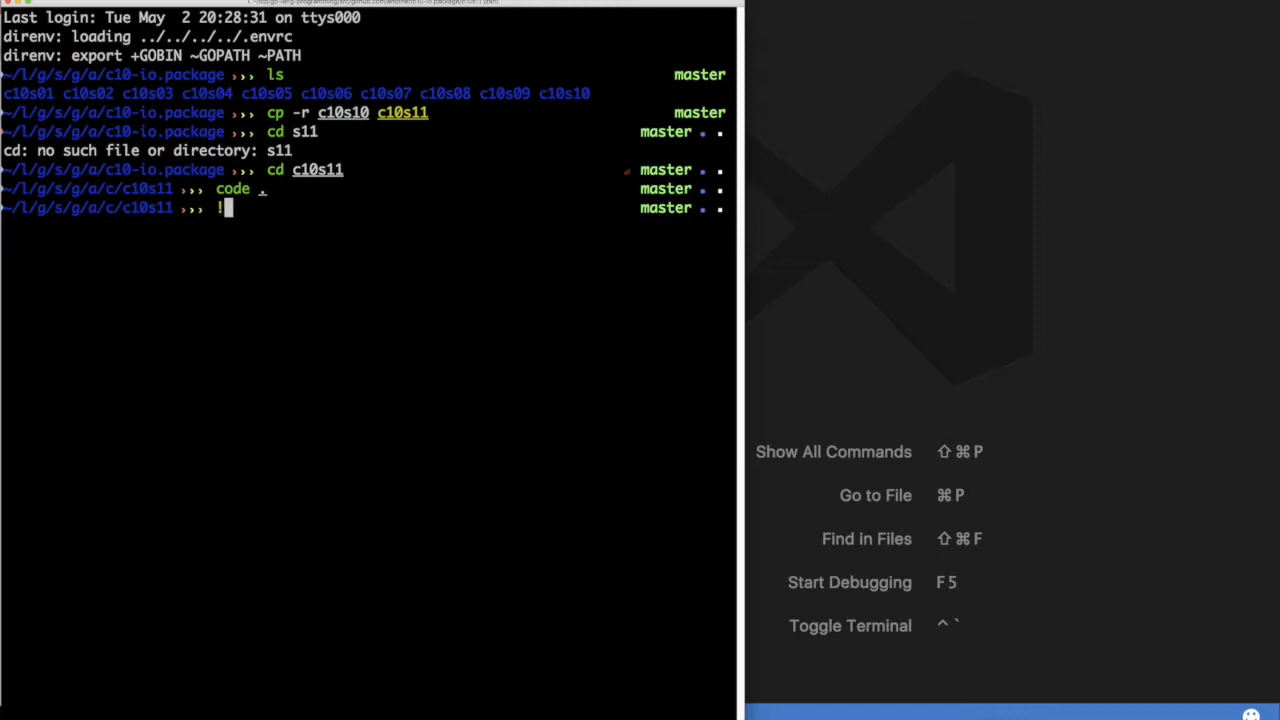 Last login: Tue May  2 20:28:31 on ttys000
direnv: loading ../../../../.envrc
direnv: export +GOBIN ~GOPATH ~PATH
~/l/g/s/g/a/c10-io.package ››› ls master
c10s01 c10s02 c10s03 c10s04 c10s05 c10s06 c10s07 c10s08 c10s09 c10s10
~/l/g/s/g/a/c10-io.package ››› cp -r c10s10 c10s11 master
~/l/g/s/g/a/c10-io.package ››› cd s11 master
cd: no such file or directory: s11
~/l/g/s/g/a/c10-io.package ››› cd c10s11 master
~/l/g/s/g/a/c/c10s11 ››› code . master
~/l/g/s/g/a/c/c10s11 ››› ! master
Show All Commands ⇧⌘P
Go to File ⌘P
Find in Files ⇧⌘F
Start Debugging F5
Toggle Terminal ^`